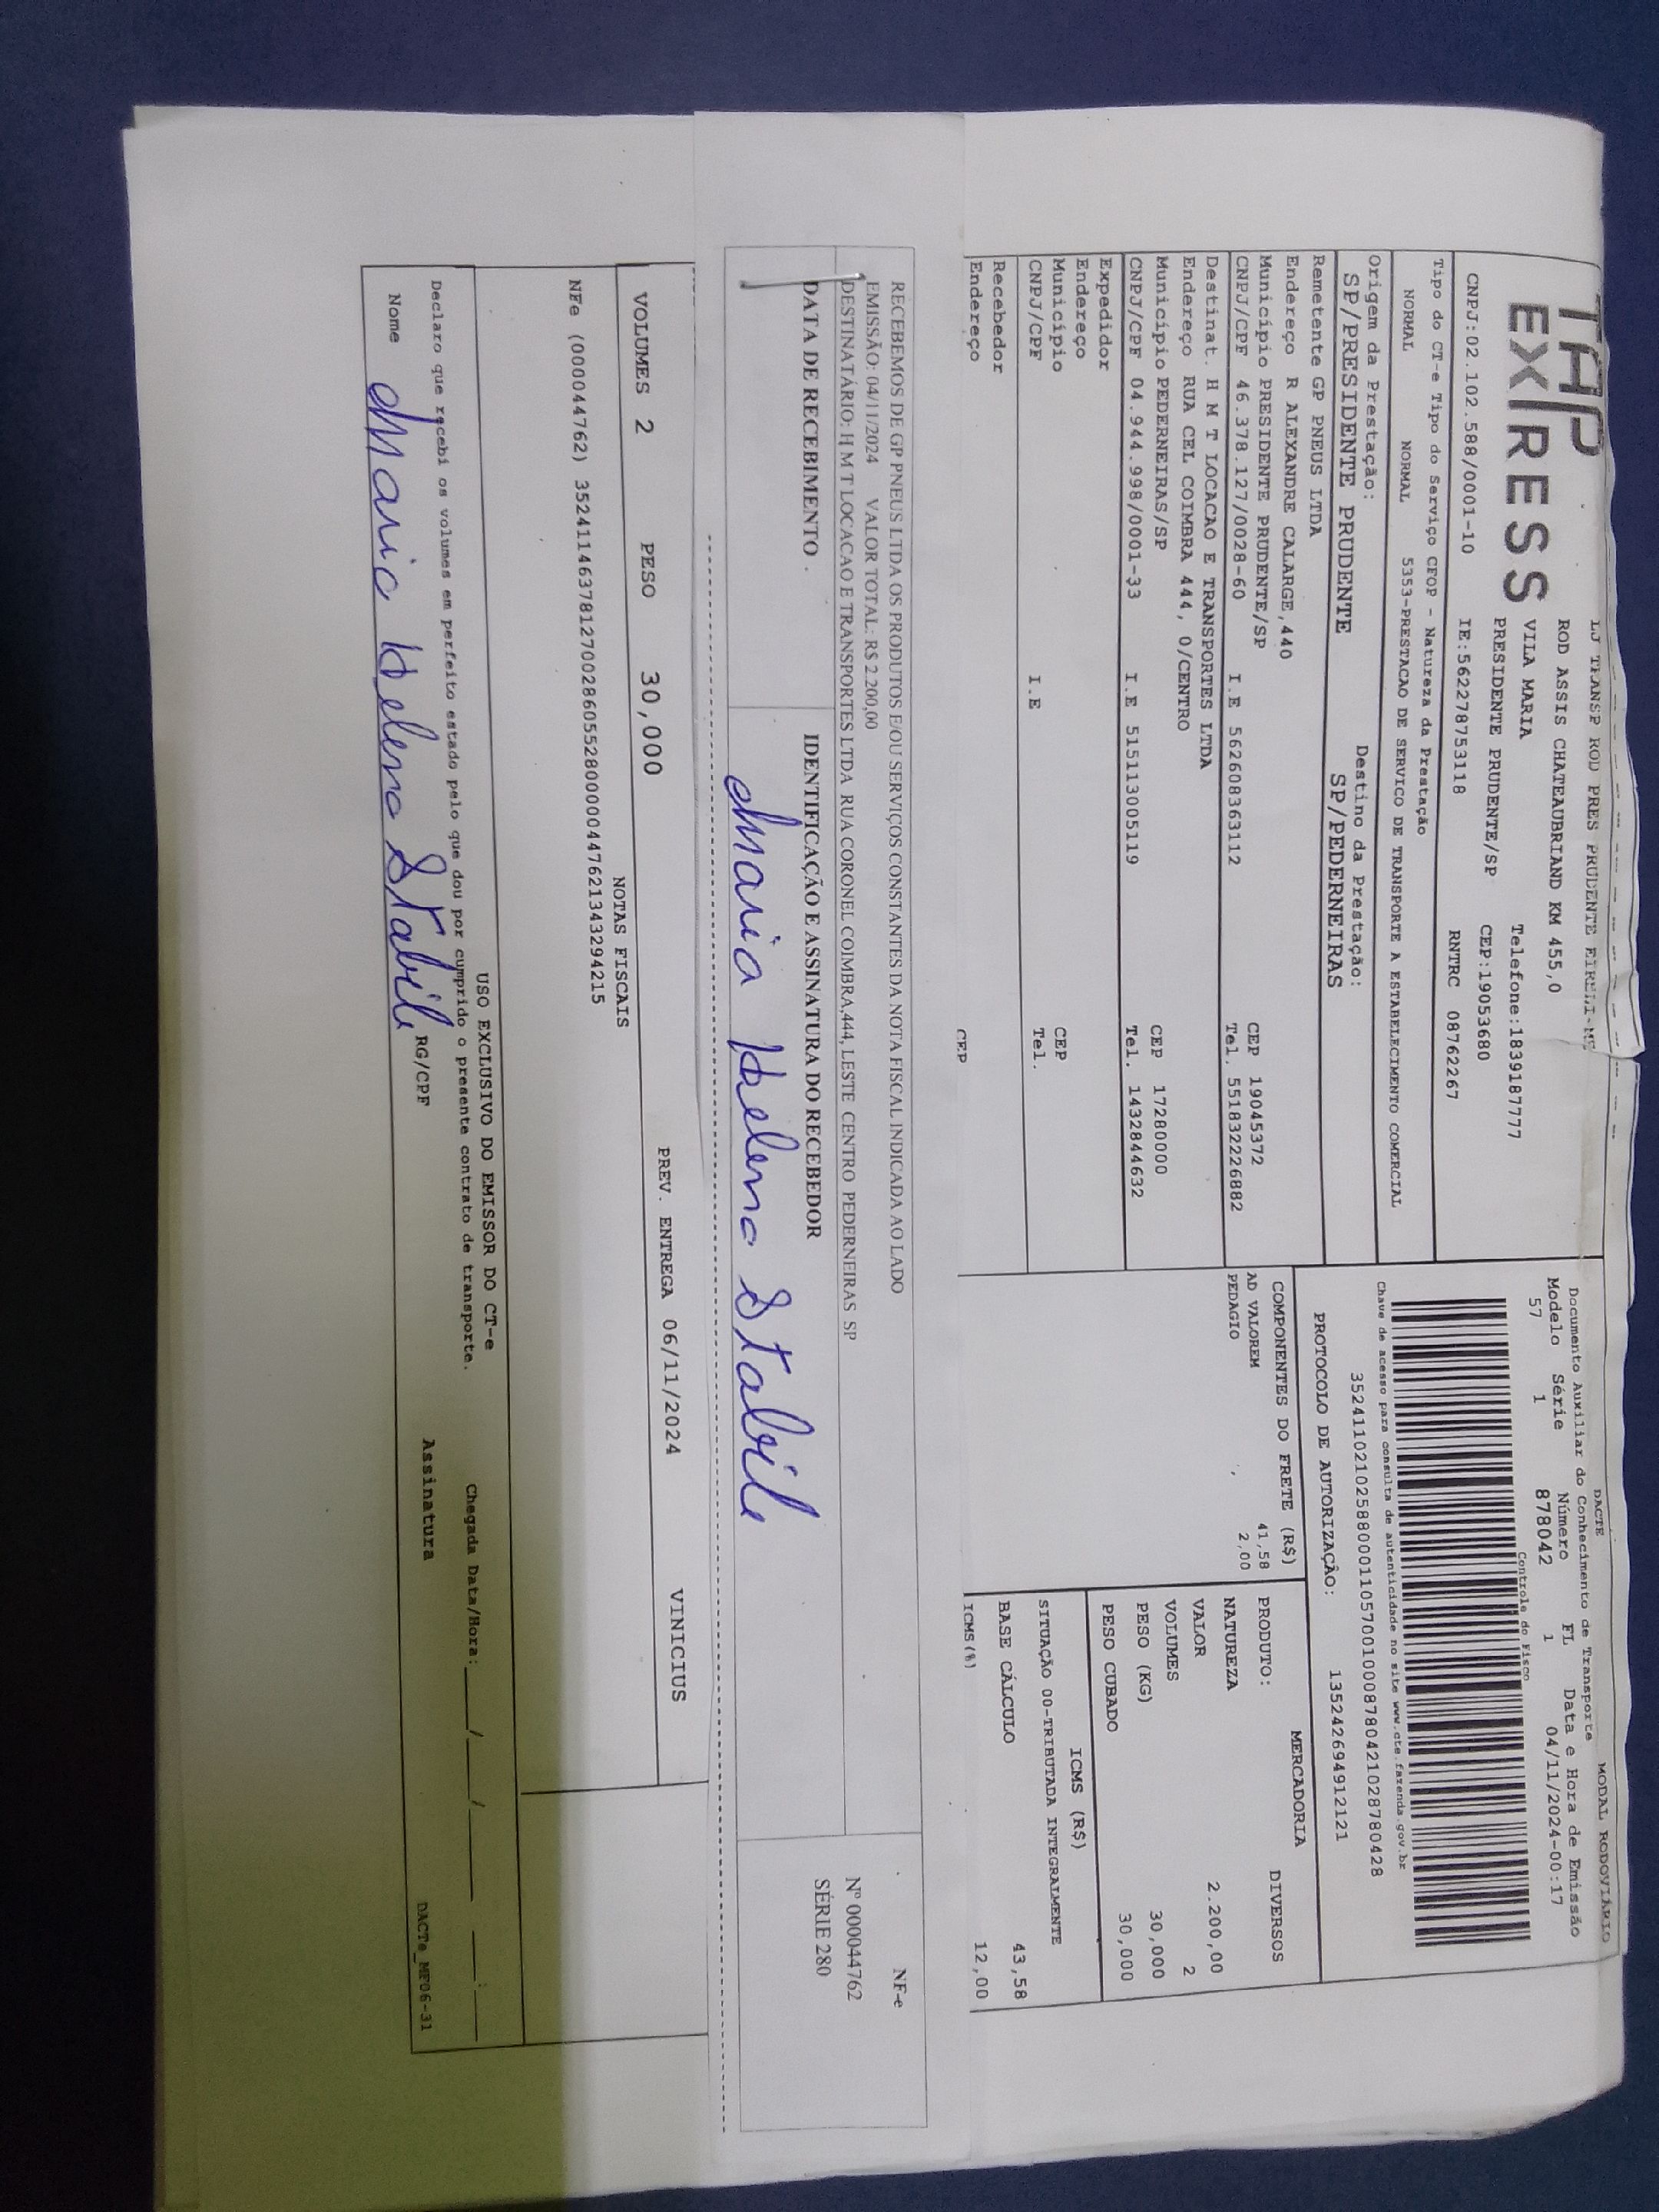 TAP
EXPRESS
LJ TRANSP ROD PRES PRUDENTE EIRELI-ME
ROD ASSIS CHATEAUBRIAND KM 455,0
VILA MARIA Telefone:1839187777
PRESIDENTE PRUDENTE/SP CEP:19053680
CNPJ:02.102.588/0001-10 IE:562278753118 RNTRC 08762267
DACTE MODAL RODOVIÁRIO
Documento Auxiliar do Conhecimento de Transporte
Modelo Série Número FL Data e Hora de Emissão
57 1 878042 1 04/11/2024-00:17
Controle do Fisco
Tipo do CT-e Tipo do Serviço CFOP - Natureza da Prestação
NORMAL NORMAL 5353-PRESTACAO DE SERVICO DE TRANSPORTE A ESTABELECIMENTO COMERCIAL
Chave de acesso para consulta de autenticidade no site www.cte.fazenda.gov.br
35241102102588000110570010008780421028780428
PROTOCOLO DE AUTORIZAÇÃO: 135242694912121
Origem da Prestação: Destino da Prestação:
SP/PRESIDENTE PRUDENTE SP/PEDERNEIRAS
Remetente GP PNEUS LTDA
Endereço R ALEXANDRE CALARGE,440
Município PRESIDENTE PRUDENTE/SP CEP 19045372
CNPJ/CPF 46.378.127/0028-60 I.E 562608363112 Tel. 551832226882
Destinat. H M T LOCACAO E TRANSPORTES LTDA
Endereço RUA CEL COIMBRA 444, 0/CENTRO
Município PEDERNEIRAS/SP CEP 17280000
CNPJ/CPF 04.944.998/0001-33 I.E 515113005119 Tel. 1432844632
Expedidor
Endereço
Município CEP
CNPJ/CPF I.E Tel.
Recebedor
Endereço
CEP
COMPONENTES DO FRETE (R$)
AD VALOREM 41,58
PEDAGIO 2,00
MERCADORIA
PRODUTO: DIVERSOS
NATUREZA
VALOR 2.200,00
VOLUMES 2
PESO (KG) 30,000
PESO CUBADO 30,000
ICMS (R$)
SITUAÇÃO 00-TRIBUTADA INTEGRALMENTE
BASE CÁLCULO 43,58
ICMS(%) 12,00
RECEBEMOS DE GP PNEUS LTDA OS PRODUTOS E/OU SERVIÇOS CONSTANTES DA NOTA FISCAL INDICADA AO LADO
EMISSÃO: 04/11/2024 VALOR TOTAL: R$ 2.200,00
DESTINATÁRIO: H M T LOCACAO E TRANSPORTES LTDA RUA CORONEL COIMBRA,444, LESTE CENTRO PEDERNEIRAS SP
DATA DE RECEBIMENTO IDENTIFICAÇÃO E ASSINATURA DO RECEBEDOR
Maria Helena Stabile
NF-e
Nº 000044762
SÉRIE 280
VOLUMES 2 PESO 30,000 PREV. ENTREGA 06/11/2024 VINICIUS
NOTAS FISCAIS
NFe (000044762) 35241146378127002860552800000447621343294215
USO EXCLUSIVO DO EMISSOR DO CT-e
Declaro que recebi os volumes em perfeito estado pelo que dou por cumprido o presente contrato de transporte. Chegada Data/Hora:____/____/____ ___:___
Nome Maria Helena Stabile RG/CPF Assinatura
DACTe_MF06-31